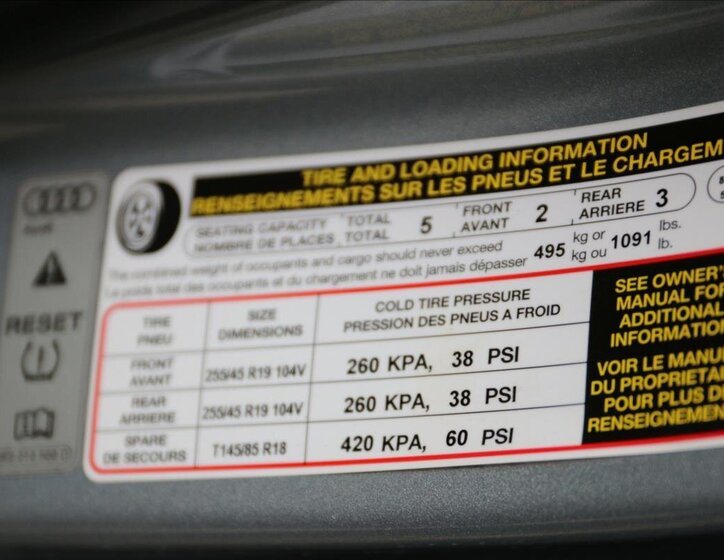 Audi
RESET
TIRE AND LOADING INFORMATION
RENSEIGNEMENTS SUR LES PNEUS ET LE CHARGEM
SEATING CAPACITY TOTAL 5 FRONT 2 REAR 3
NOMBRE DE PLACES TOTAL AVANT ARRIERE
The combined weight of occupants and cargo should never exceed 495 kg or 1091 lbs.
Le poids total des occupants et du chargement ne doit jamais dépasser kg ou lb.
TIRE SIZE COLD TIRE PRESSURE
PNEU DIMENSIONS PRESSION DES PNEUS A FROID
FRONT
AVANT 255/45 R19 104V 260 KPA, 38 PSI
REAR
ARRIERE 255/45 R19 104V 260 KPA, 38 PSI
SPARE
DE SECOURS T145/85 R18 420 KPA, 60 PSI
SEE OWNER'
MANUAL FOR
ADDITIONAL
INFORMATION
VOIR LE MANU
DU PROPRIETA
POUR PLUS D
RENSEIGNEMEN